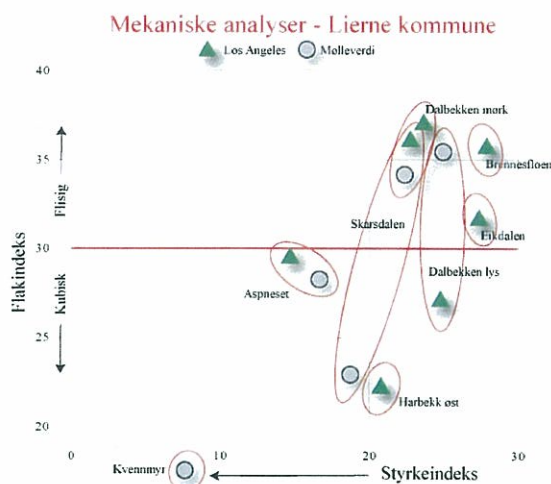 Mekaniske analyser - Lierne kommune
Los Angeles
Mølleverdi
40
Dalbekken mørk
35
Brennesfloen
Flisig
Skarsdalen
Eikdalen
30
Flakindeks
Dalbekken lys
Aspneset
Kubisk
25
Harbekk øst
20
0
10
20
30
Kvennmyr
Styrkeindeks